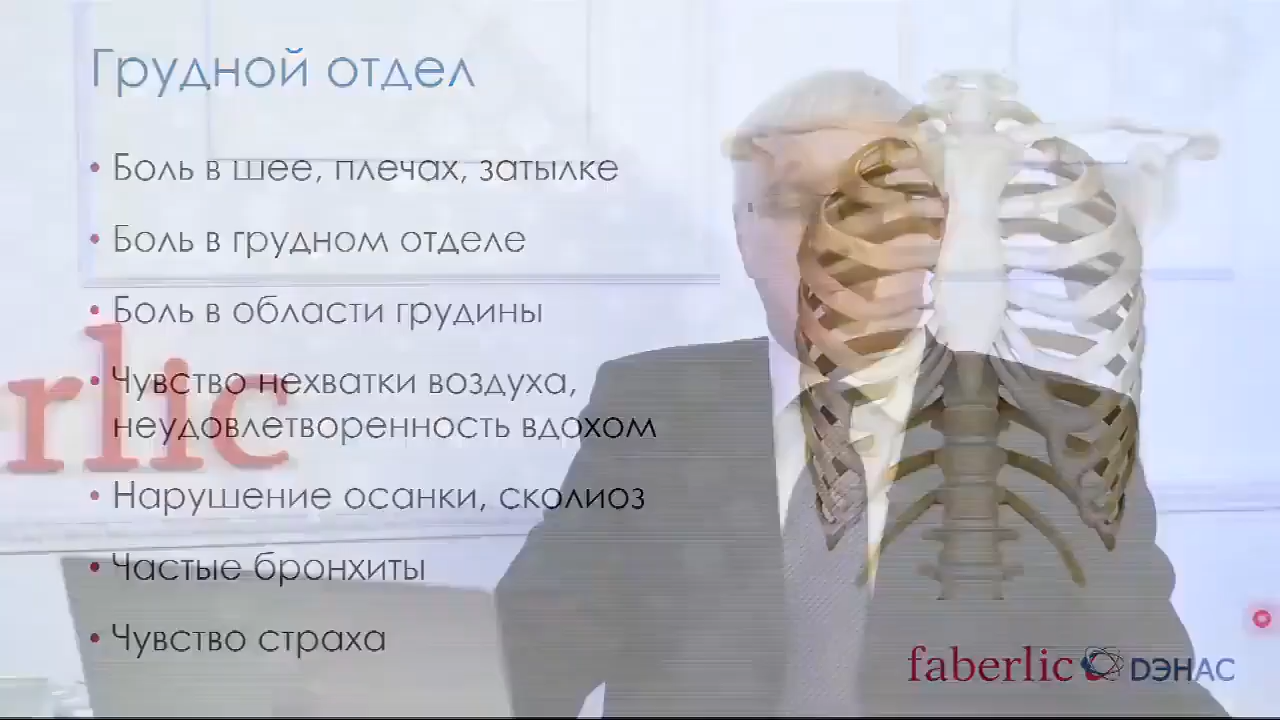 Грудной отдел
• Боль в шее, плечах, затылке
• Боль в грудном отделе
• Боль в области грудины
rlic
• Чувство нехватки воздуха,
неудовлетворенность вдохом
• Нарушение осанки, сколиоз
• Частые бронхиты
• Чувство страха
faberlic ДЭНАС